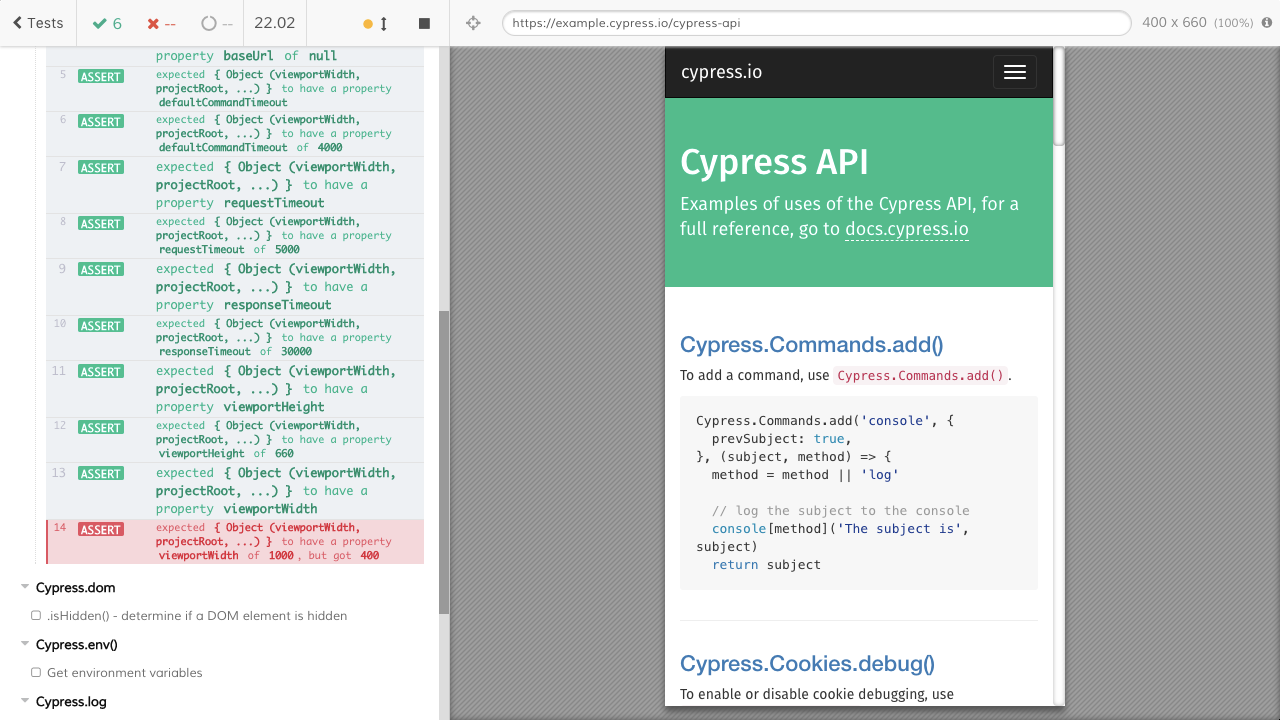 Tests
6
--
--
22.02
https://example.cypress.io/cypress-api
400 x 660 (100%)
property baseUrl of null
5 ASSERT expected { Object (viewportWidth,
projectRoot, ...) } to have a property
defaultCommandTimeout
6 ASSERT expected { Object (viewportWidth,
projectRoot, ...) } to have a property
defaultCommandTimeout of 4000
7 ASSERT expected { Object (viewportWidth,
projectRoot, ...) } to have a
property requestTimeout
8 ASSERT expected { Object (viewportWidth,
projectRoot, ...) } to have a property
requestTimeout of 5000
9 ASSERT expected { Object (viewportWidth,
projectRoot, ...) } to have a
property responseTimeout
10 ASSERT expected { Object (viewportWidth,
projectRoot, ...) } to have a property
responseTimeout of 30000
11 ASSERT expected { Object (viewportWidth,
projectRoot, ...) } to have a
property viewportHeight
12 ASSERT expected { Object (viewportWidth,
projectRoot, ...) } to have a property
viewportHeight of 660
13 ASSERT expected { Object (viewportWidth,
projectRoot, ...) } to have a
property viewportWidth
14 ASSERT expected { Object (viewportWidth,
projectRoot, ...) } to have a property
viewportWidth of 1000, but got 400
Cypress.dom
.isHidden() - determine if a DOM element is hidden
Cypress.env()
Get environment variables
Cypress.log
cypress.io
Cypress API
Examples of uses of the Cypress API, for a
full reference, go to docs.cypress.io
Cypress.Commands.add()
To add a command, use Cypress.Commands.add().
Cypress.Commands.add('console', {
prevSubject: true,
}, (subject, method) => {
method = method || 'log'
// log the subject to the console
console[method]('The subject is',
subject)
return subject
Cypress.Cookies.debug()
To enable or disable cookie debugging, use